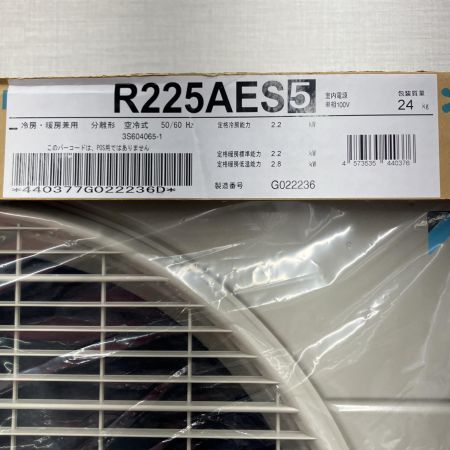 R225AES5
室内電源
単相100V
包装質量
24 kg
冷房・暖房兼用 分離形 空冷式 50/60 Hz
3S604065-1
このバーコードは、POS用ではありません
*440377G022236D*
定格冷房能力 2.2 kW
定格暖房標準能力 2.2 kW
定格暖房低温能力 2.8 kW
製造番号 G022236
4 573535 440376